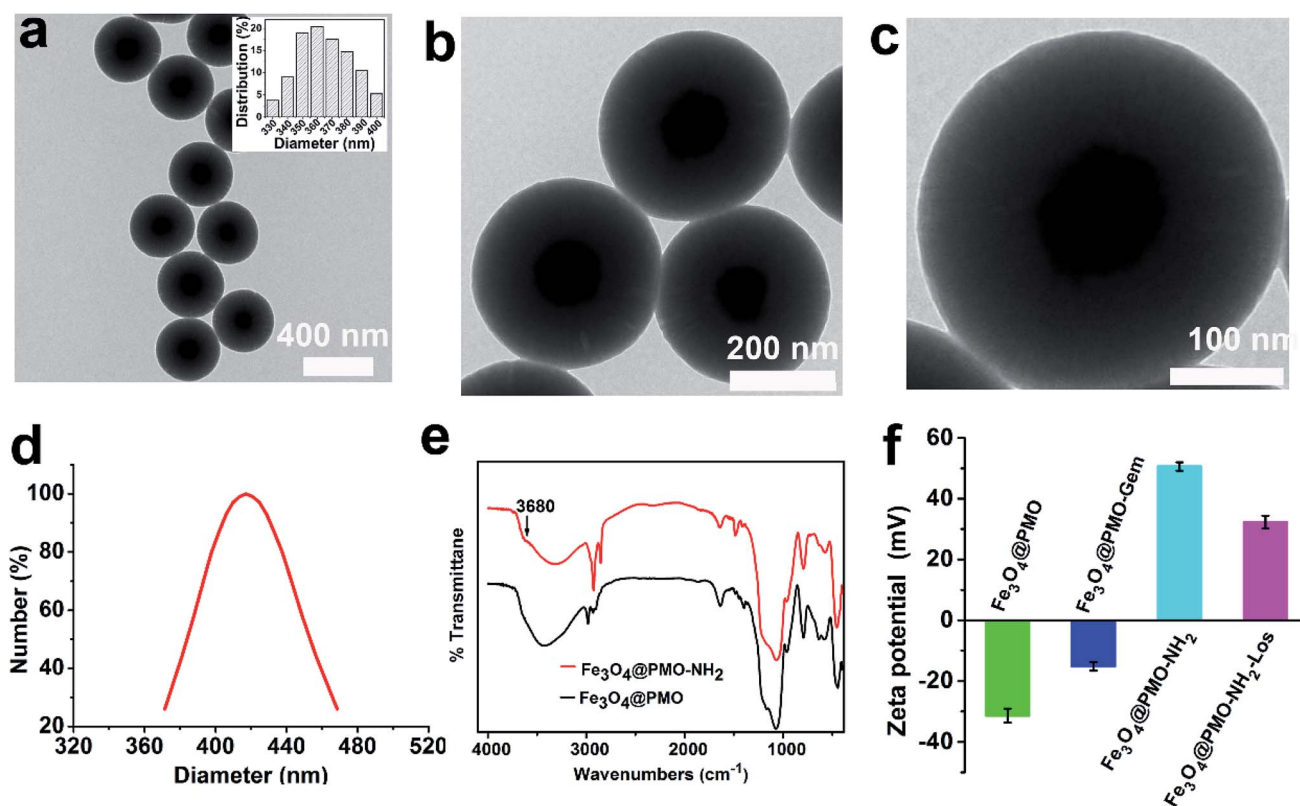 a
Distribution (%)
20
15
10
5
0
330 340 350 360 370 380 390 400
Diameter (nm)
400 nm
b
200 nm
c
100 nm
d
Number (%)
100
80
60
40
20
320 360 400 440 480 520
Diameter (nm)
e
% Transmittane
3680
Fe₃O₄@PMO-NH₂
Fe₃O₄@PMO
4000 3000 2000 1000
Wavenumbers (cm⁻¹)
f
Zeta potential (mV)
60
40
20
0
-20
-40
Fe₃O₄@PMO
Fe₃O₄@PMO-Gem
Fe₃O₄@PMO-NH₂
Fe₃O₄@PMO-NH₂-Los